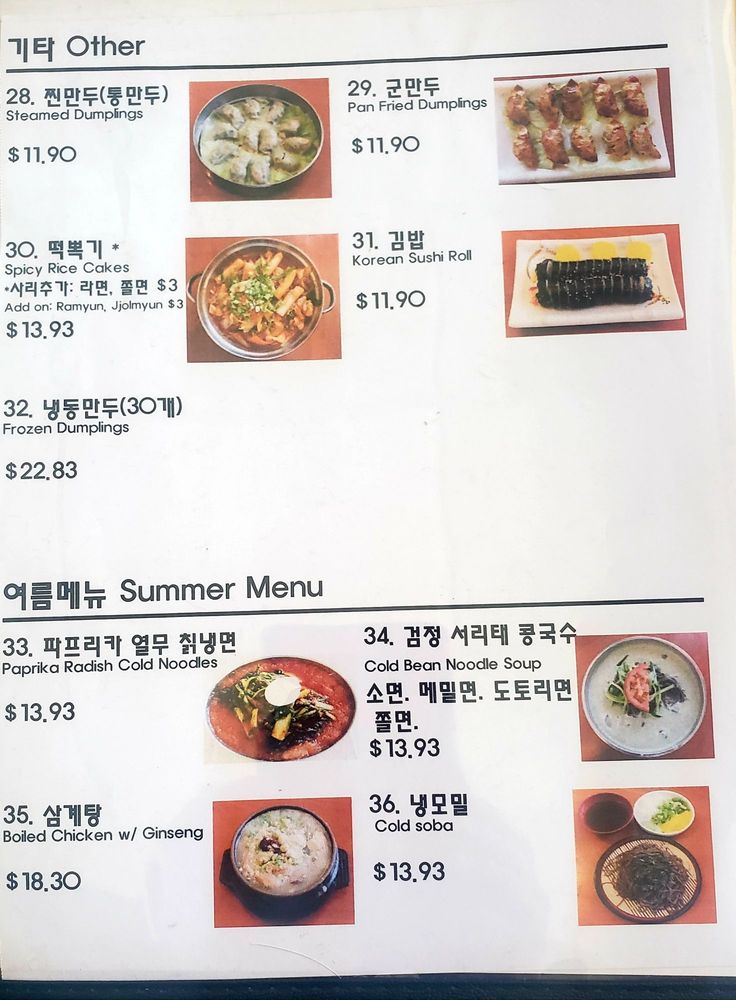 기타 Other
28. 찐만두(통만두)
Steamed Dumplings
$11.90
29. 군만두
Pan Fried Dumplings
$11.90
30. 떡뽁기 *
Spicy Rice Cakes
*사리추가: 라면, 쫄면 $3
Add on: Ramyun, Jjolmyun $3
$13.93
31. 김밥
Korean Sushi Roll
$11.90
32. 냉동만두(30개)
Frozen Dumplings
$22.83
여름메뉴 Summer Menu
33. 파프리카 열무 칡냉면
Paprika Radish Cold Noodles
$13.93
34. 검정 서리태 콩국수
Cold Bean Noodle Soup
소면. 메밀면. 도토리면
쫄면.
$13.93
35. 삼계탕
Boiled Chicken w/ Ginseng
$18.30
36. 냉모밀
Cold soba
$13.93